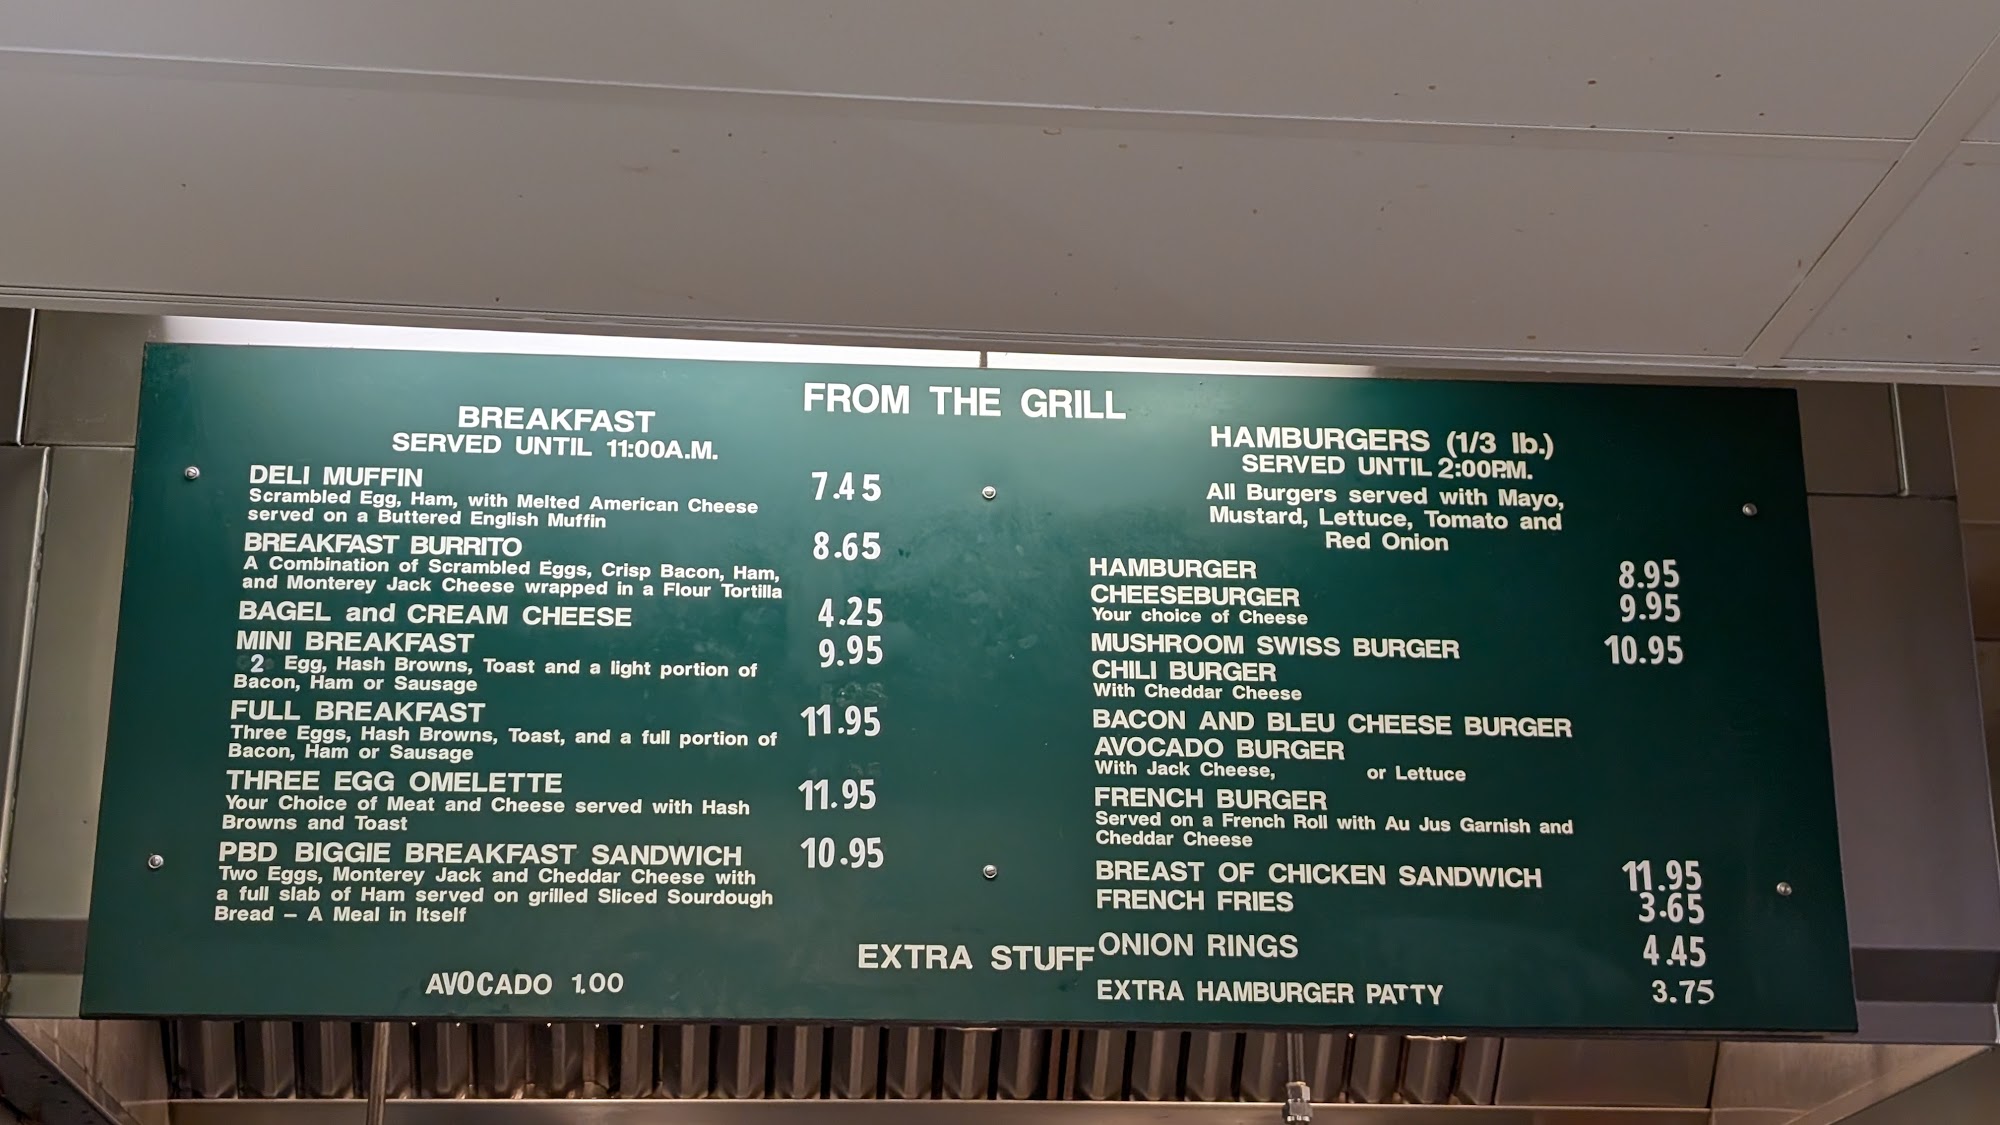 FROM THE GRILL
BREAKFAST
SERVED UNTIL 11:00A.M.
DELI MUFFIN 7.45
Scrambled Egg, Ham, with Melted American Cheese
served on a Buttered English Muffin
BREAKFAST BURRITO 8.65
A Combination of Scrambled Eggs, Crisp Bacon, Ham,
and Monterey Jack Cheese wrapped in a Flour Tortilla
BAGEL and CREAM CHEESE 4.25
MINI BREAKFAST 9.95
2 Egg, Hash Browns, Toast and a light portion of
Bacon, Ham or Sausage
FULL BREAKFAST 11.95
Three Eggs, Hash Browns, Toast, and a full portion of
Bacon, Ham or Sausage
THREE EGG OMELETTE 11.95
Your Choice of Meat and Cheese served with Hash
Browns and Toast
PBD BIGGIE BREAKFAST SANDWICH 10.95
Two Eggs, Monterey Jack and Cheddar Cheese with
a full slab of Ham served on grilled Sliced Sourdough
Bread – A Meal in Itself
HAMBURGERS (1/3 lb.)
SERVED UNTIL 2:00P.M.
All Burgers served with Mayo,
Mustard, Lettuce, Tomato and
Red Onion
HAMBURGER 8.95
CHEESEBURGER 9.95
Your choice of Cheese
MUSHROOM SWISS BURGER 10.95
CHILI BURGER
With Cheddar Cheese
BACON AND BLEU CHEESE BURGER
AVOCADO BURGER
With Jack Cheese, or Lettuce
FRENCH BURGER
Served on a French Roll with Au Jus Garnish and
Cheddar Cheese
BREAST OF CHICKEN SANDWICH 11.95
FRENCH FRIES 3.65
ONION RINGS 4.45
EXTRA HAMBURGER PATTY 3.75
EXTRA STUFF
AVOCADO 1.00